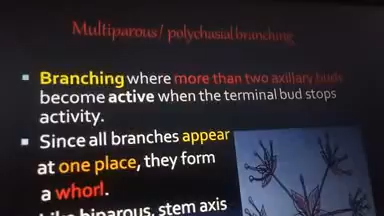 Multiparous/ polychasial branching
Branching where more than two axillary buds
become active when the terminal bud stops
activity.
Since all branches appear
at one place, they form
a whorl.
Like biparous, stem axis